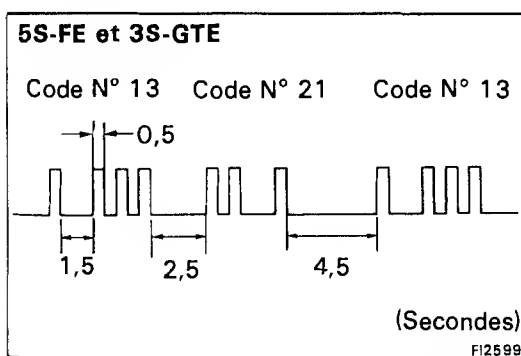 5S-FE et 3S-GTE
Code N° 13 Code N° 21 Code N° 13
0,5
1,5 2,5 4,5
(Secondes)
FI2599